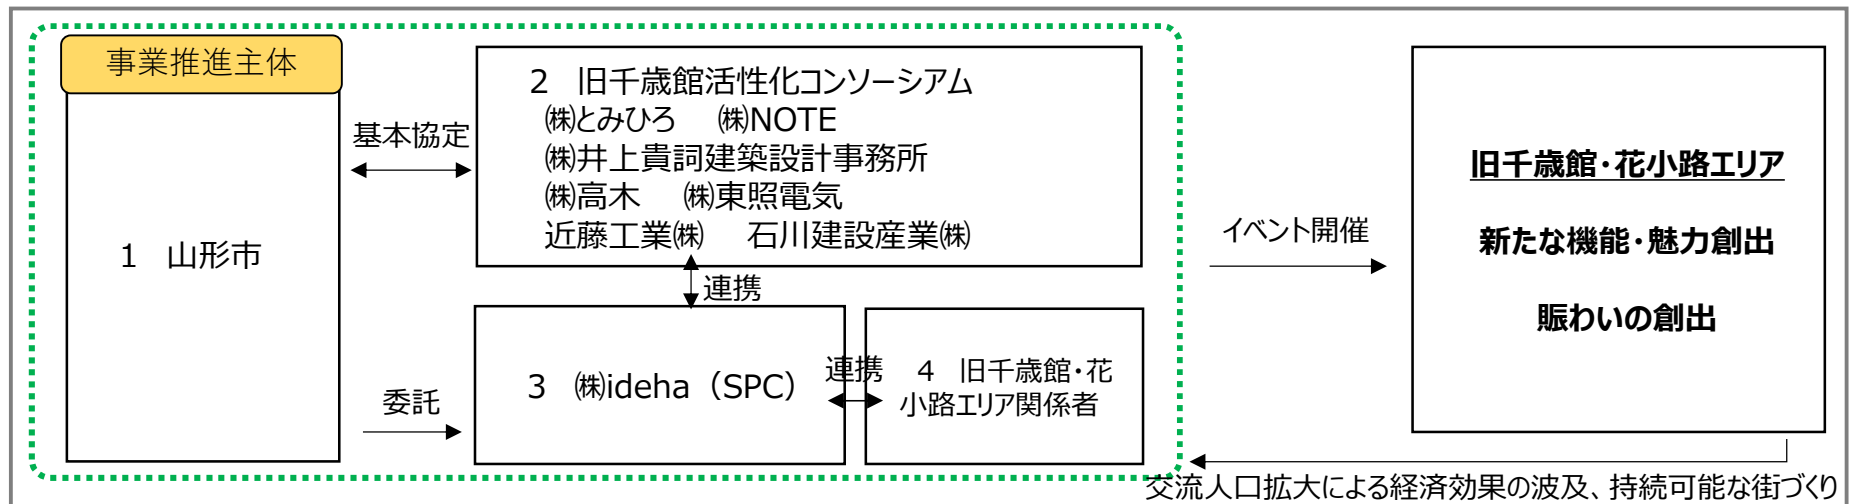 事業推進主体
1 山形市
基本協定
委託
2 旧千歳館活性化コンソーシアム
㈱とみひろ ㈱NOTE
㈱井上貴詞建築設計事務所
㈱高木 ㈱東照電気
近藤工業㈱ 石川建設産業㈱
連携
3 ㈱ideha（SPC）
連携
4 旧千歳館・花
小路エリア関係者
イベント開催
旧千歳館・花小路エリア
新たな機能・魅力創出
賑わいの創出
交流人口拡大による経済効果の波及、持続可能な街づくり